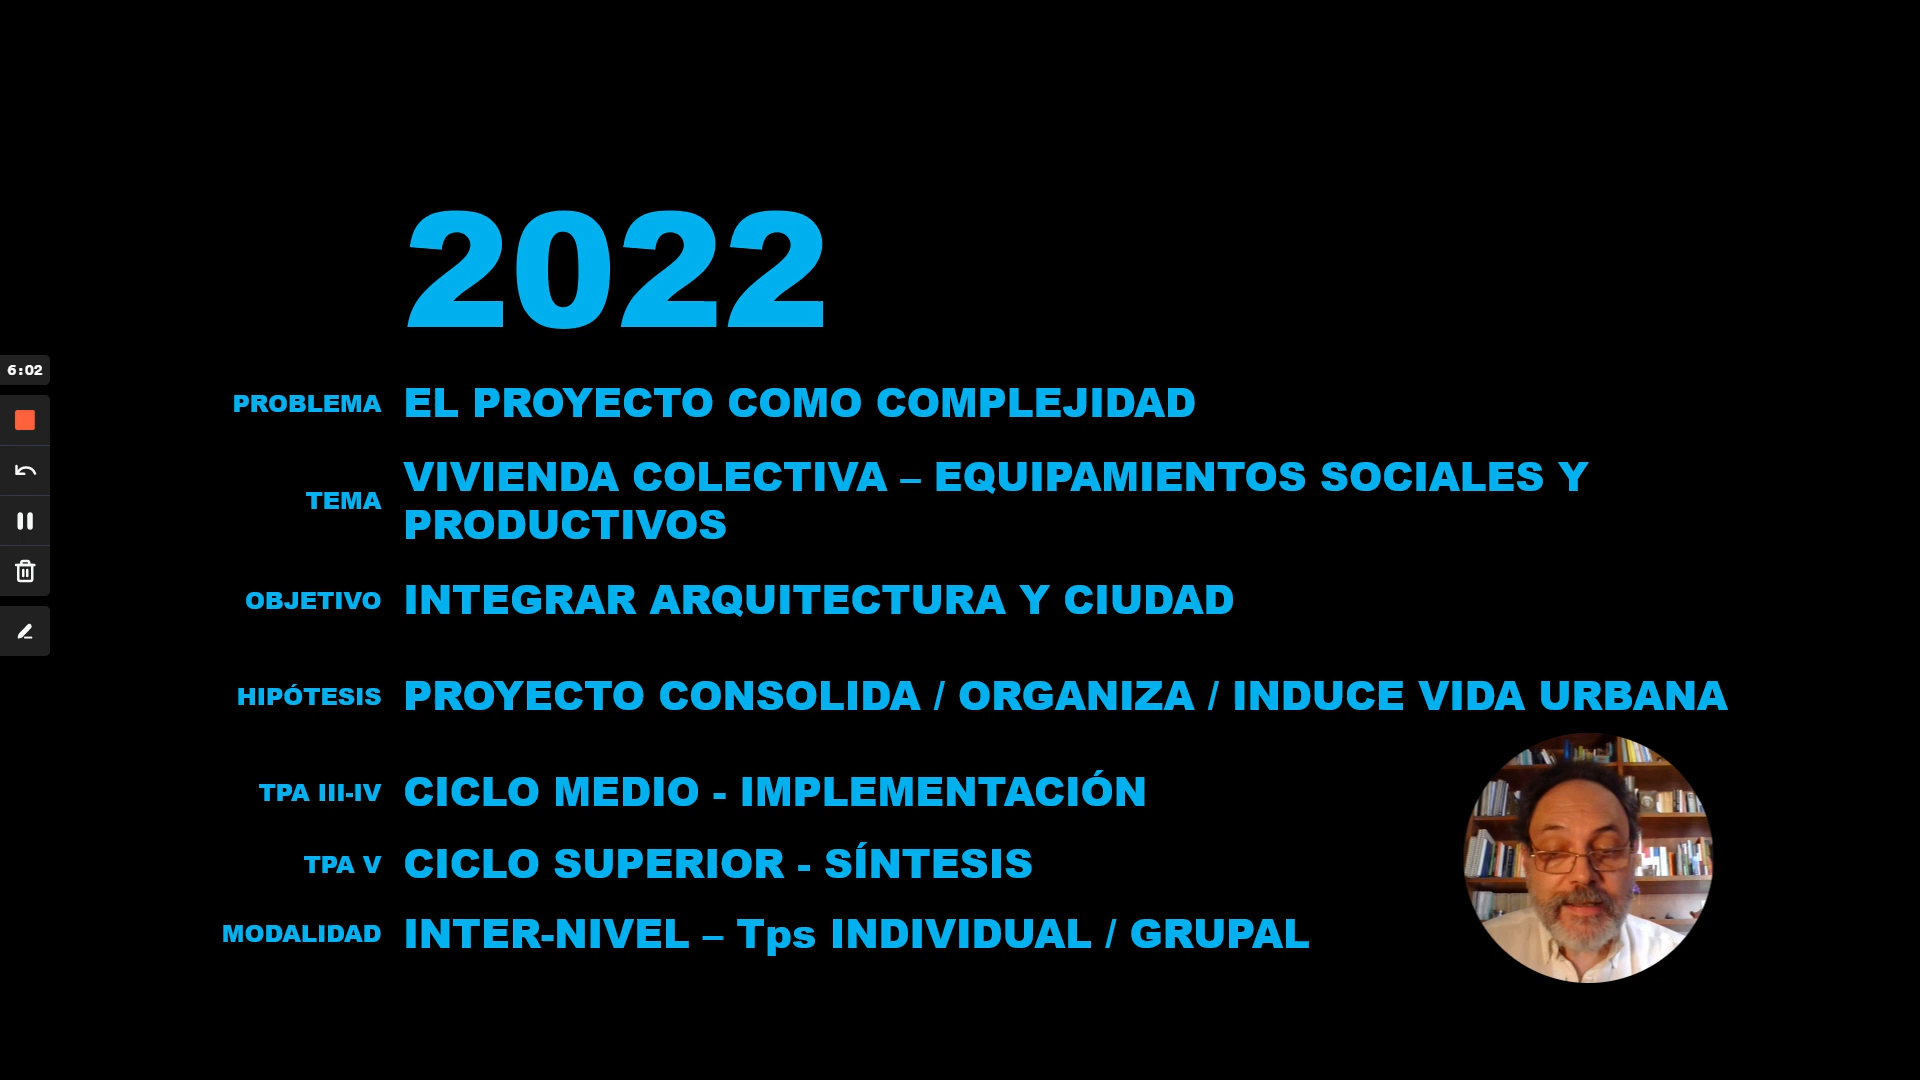 2022
6:02
PROBLEMA EL PROYECTO COMO COMPLEJIDAD
TEMA VIVIENDA COLECTIVA – EQUIPAMIENTOS SOCIALES Y
PRODUCTIVOS
OBJETIVO INTEGRAR ARQUITECTURA Y CIUDAD
HIPÓTESIS PROYECTO CONSOLIDA / ORGANIZA / INDUCE VIDA URBANA
TPA III-IV CICLO MEDIO - IMPLEMENTACIÓN
TPA V CICLO SUPERIOR - SÍNTESIS
MODALIDAD INTER-NIVEL – Tps INDIVIDUAL / GRUPAL